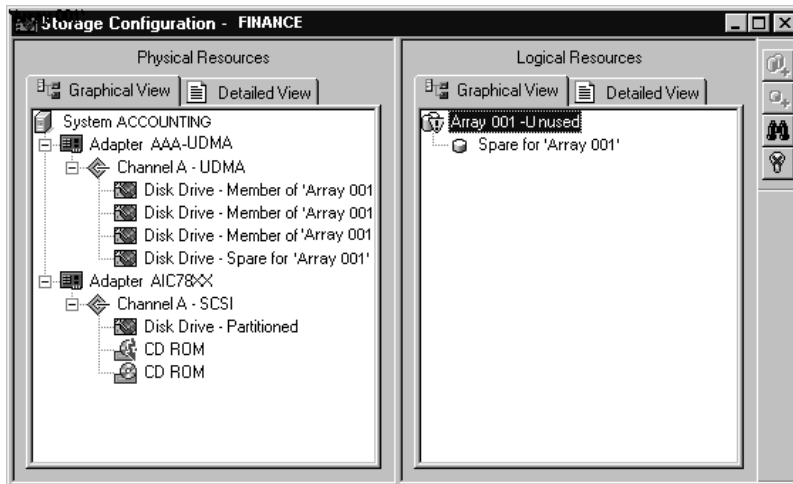 Storage Configuration - FINANCE
Physical Resources
Graphical View Detailed View
System ACCOUNTING
Adapter AAA-UDMA
Channel A - UDMA
Disk Drive - Member of 'Array 001
Disk Drive - Member of 'Array 001
Disk Drive - Member of 'Array 001
Disk Drive - Spare for 'Array 001'
Adapter AIC78XX
Channel A - SCSI
Disk Drive - Partitioned
CD ROM
CD ROM
Logical Resources
Graphical View Detailed View
Array 001 -Unused
Spare for 'Array 001'